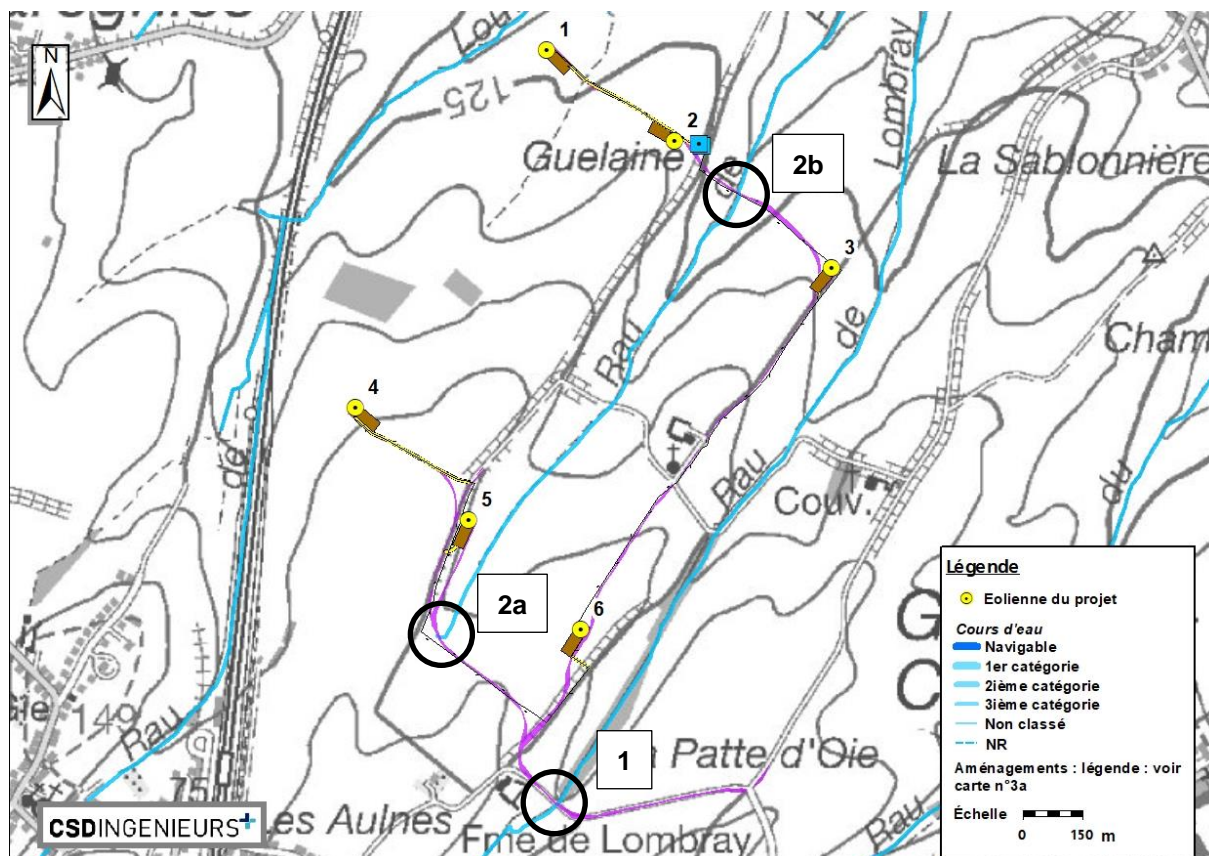 N
125
1
2
Guelaine
de
2b
Lombray
La Sablonnière
3
de
Rau
4
5
Rau
Couv.
Cham
du
2a
6
de
149
Rau
75
1
Patte d'Oie
Les Aulnes
Fme de Lombray
Rau
G
C
CSDINGENIEURS+
Légende
Eolienne du projet
Cours d'eau
Navigable
1er catégorie
2ième catégorie
3ième catégorie
Non classé
NR
Aménagements : légende : voir
carte n°3a
Échelle
0 150 m